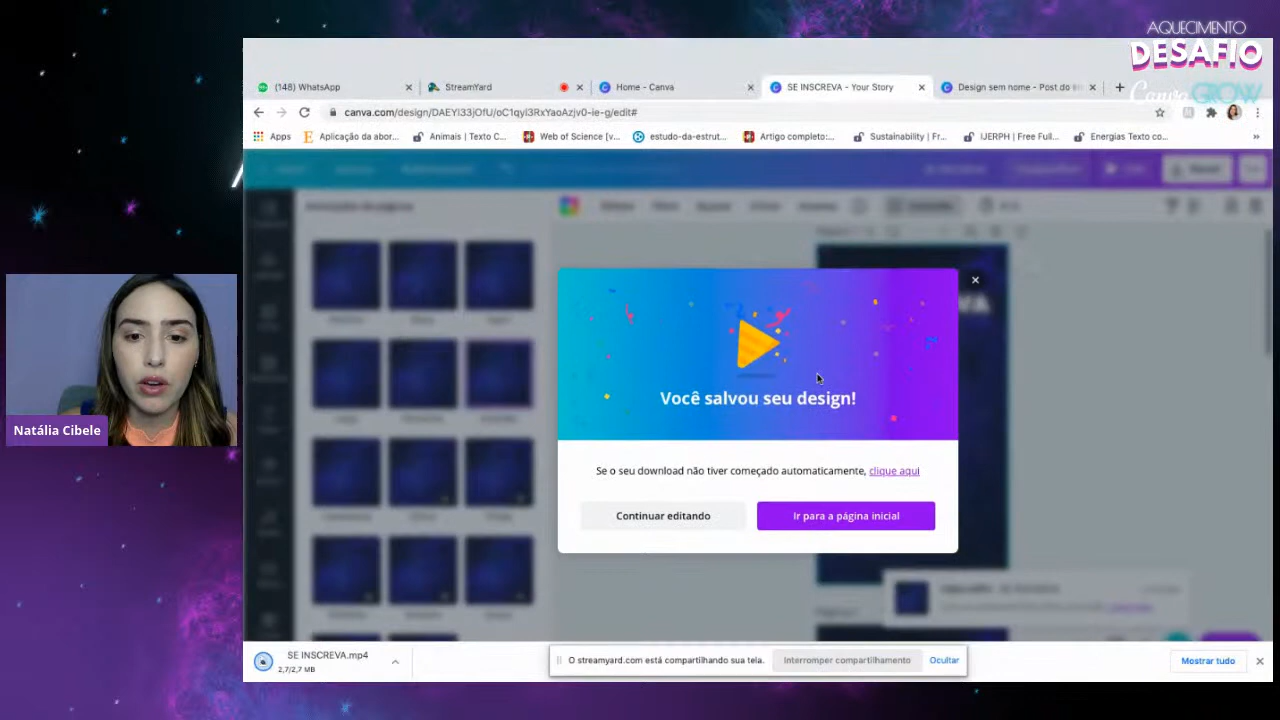 AQUECIMENTO
DESAFIO
Canva GROW
(148) WhatsApp
StreamYard
Home - Canva
SE INSCREVA - Your Story
Design sem nome - Post do
canva.com/design/DAEYi33jOfU/oC1qyl3RxYaoAzjv0-ie-g/edit#
Apps
Aplicação da abor...
Animais | Texto C...
Web of Science [v...
estudo-da-estrut...
Artigo completo:...
Sustainability | Fr...
IJERPH | Free Full...
Energias Texto co...
Você salvou seu design!
Se o seu download não tiver começado automaticamente, clique aqui
Continuar editando
Ir para a página inicial
Natália Cibele
SE INSCREVA.mp4
2,7/2,7 MB
O streamyard.com está compartilhando sua tela.
Interromper compartilhamento
Ocultar
Mostrar tudo